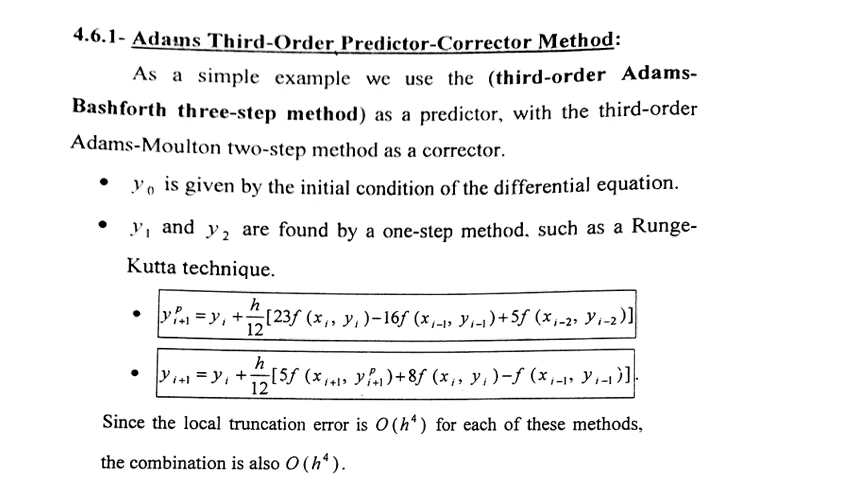 4.6.1- Adams Third-Order Predictor-Corrector Method:
As a simple example we use the (third-order Adams-
Bashforth three-step method) as a predictor, with the third-order
Adams-Moulton two-step method as a corrector.
• y₀ is given by the initial condition of the differential equation.
• y₁ and y₂ are found by a one-step method. such as a Runge-
Kutta technique.
• y^p_{i+1} = y_i + h/12 [23f (x_i, y_i)−16f (x_{i−1}, y_{i−1})+5f (x_{i−2}, y_{i−2})]
• y_{i+1} = y_i + h/12 [5f (x_{i+1}, y^p_{i+1})+8f (x_i, y_i)−f (x_{i−1}, y_{i−1})].
Since the local truncation error is O(h⁴) for each of these methods,
the combination is also O(h⁴).